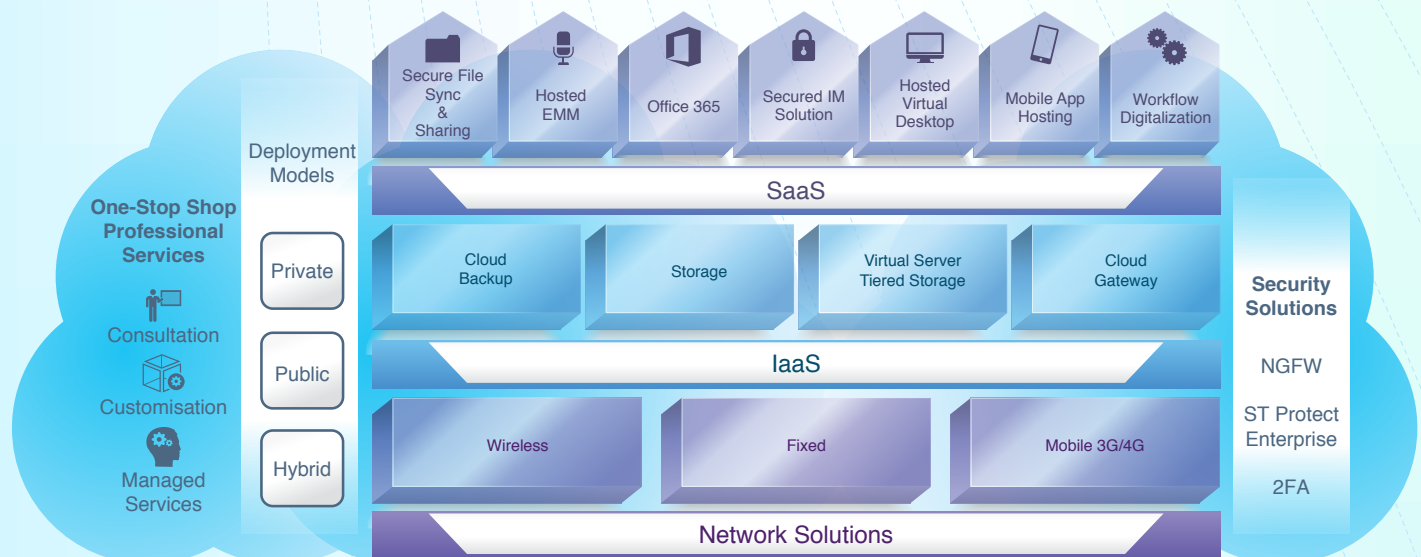 One-Stop Shop
Professional
Services
Consultation
Customisation
Managed
Services
Deployment
Models
Private
Public
Hybrid
Secure File
Sync
&
Sharing
Hosted
EMM
Office 365
Secured IM
Solution
Hosted
Virtual
Desktop
Mobile App
Hosting
Workflow
Digitalization
SaaS
Cloud
Backup
Storage
Virtual Server
Tiered Storage
Cloud
Gateway
IaaS
Wireless
Fixed
Mobile 3G/4G
Network Solutions
Security
Solutions
NGFW
ST Protect
Enterprise
2FA